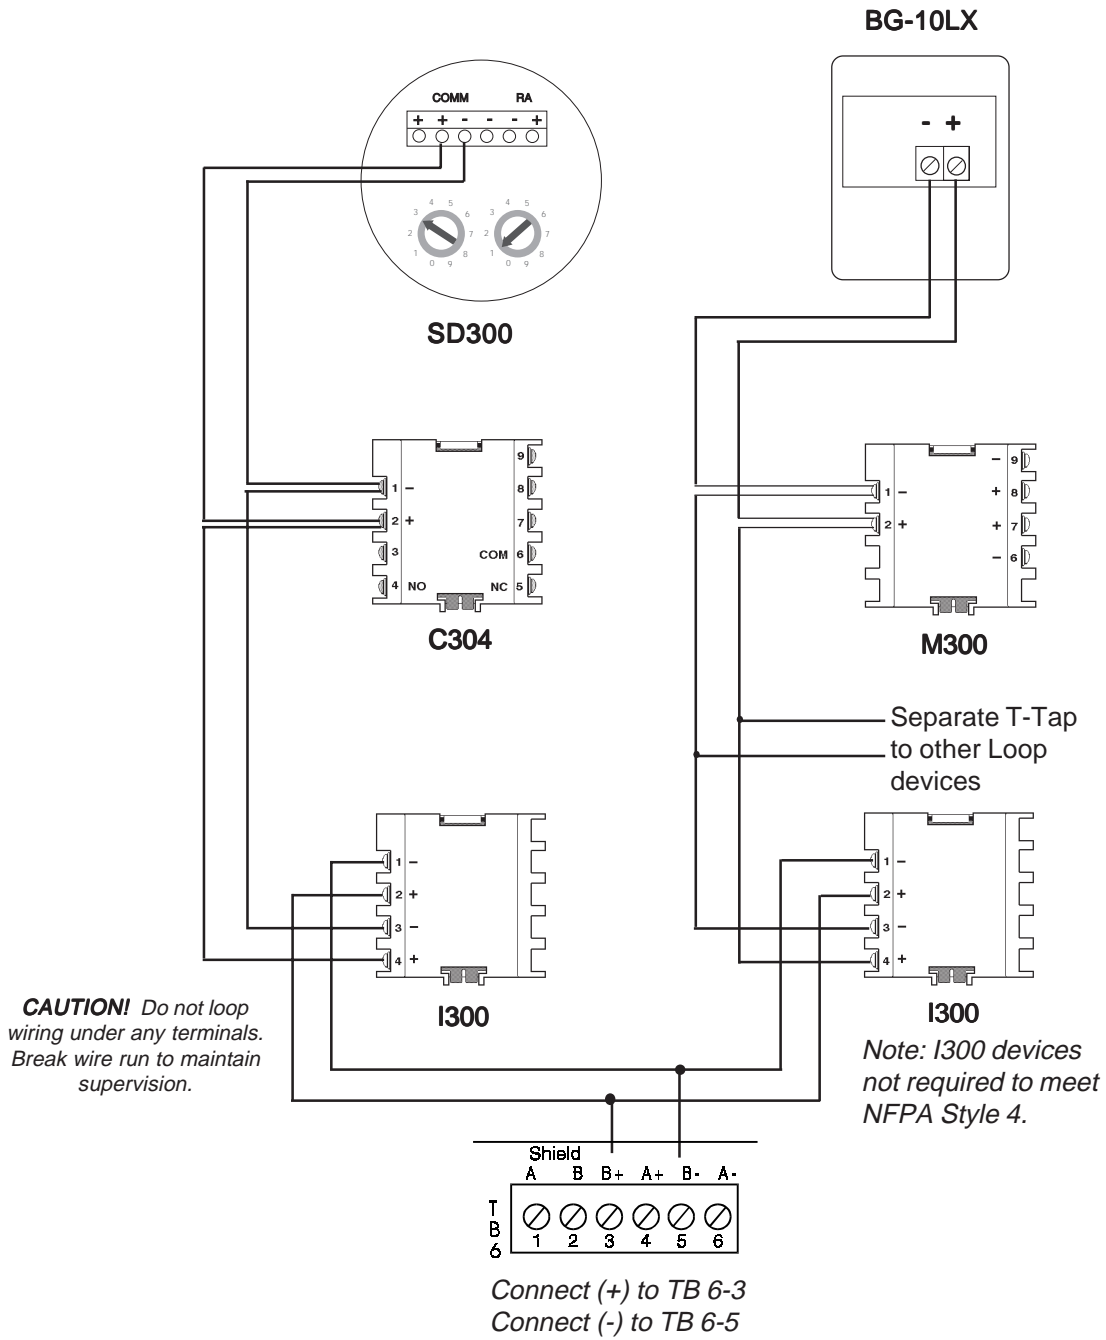 BG-10LX
COMM RA
+ + - - - +
- +
4 5
3 6
2 7
1 8
0 9
4 5
3 6
2 7
1 8
0 9
SD300
9
1 - 8
2 + 7
3 COM 6
4 NO NC 5
C304
- 9
1 - + 8
2 + + 7
- 6
M300
Separate T-Tap
to other Loop
devices
1 -
2 +
3 -
4 +
I300
1 -
2 +
3 -
4 +
I300
CAUTION! Do not loop
wiring under any terminals.
Break wire run to maintain
supervision.
Note: I300 devices
not required to meet
NFPA Style 4.
Shield
A B B+ A+ B- A-
TB6
1 2 3 4 5 6
Connect (+) to TB 6-3
Connect (-) to TB 6-5